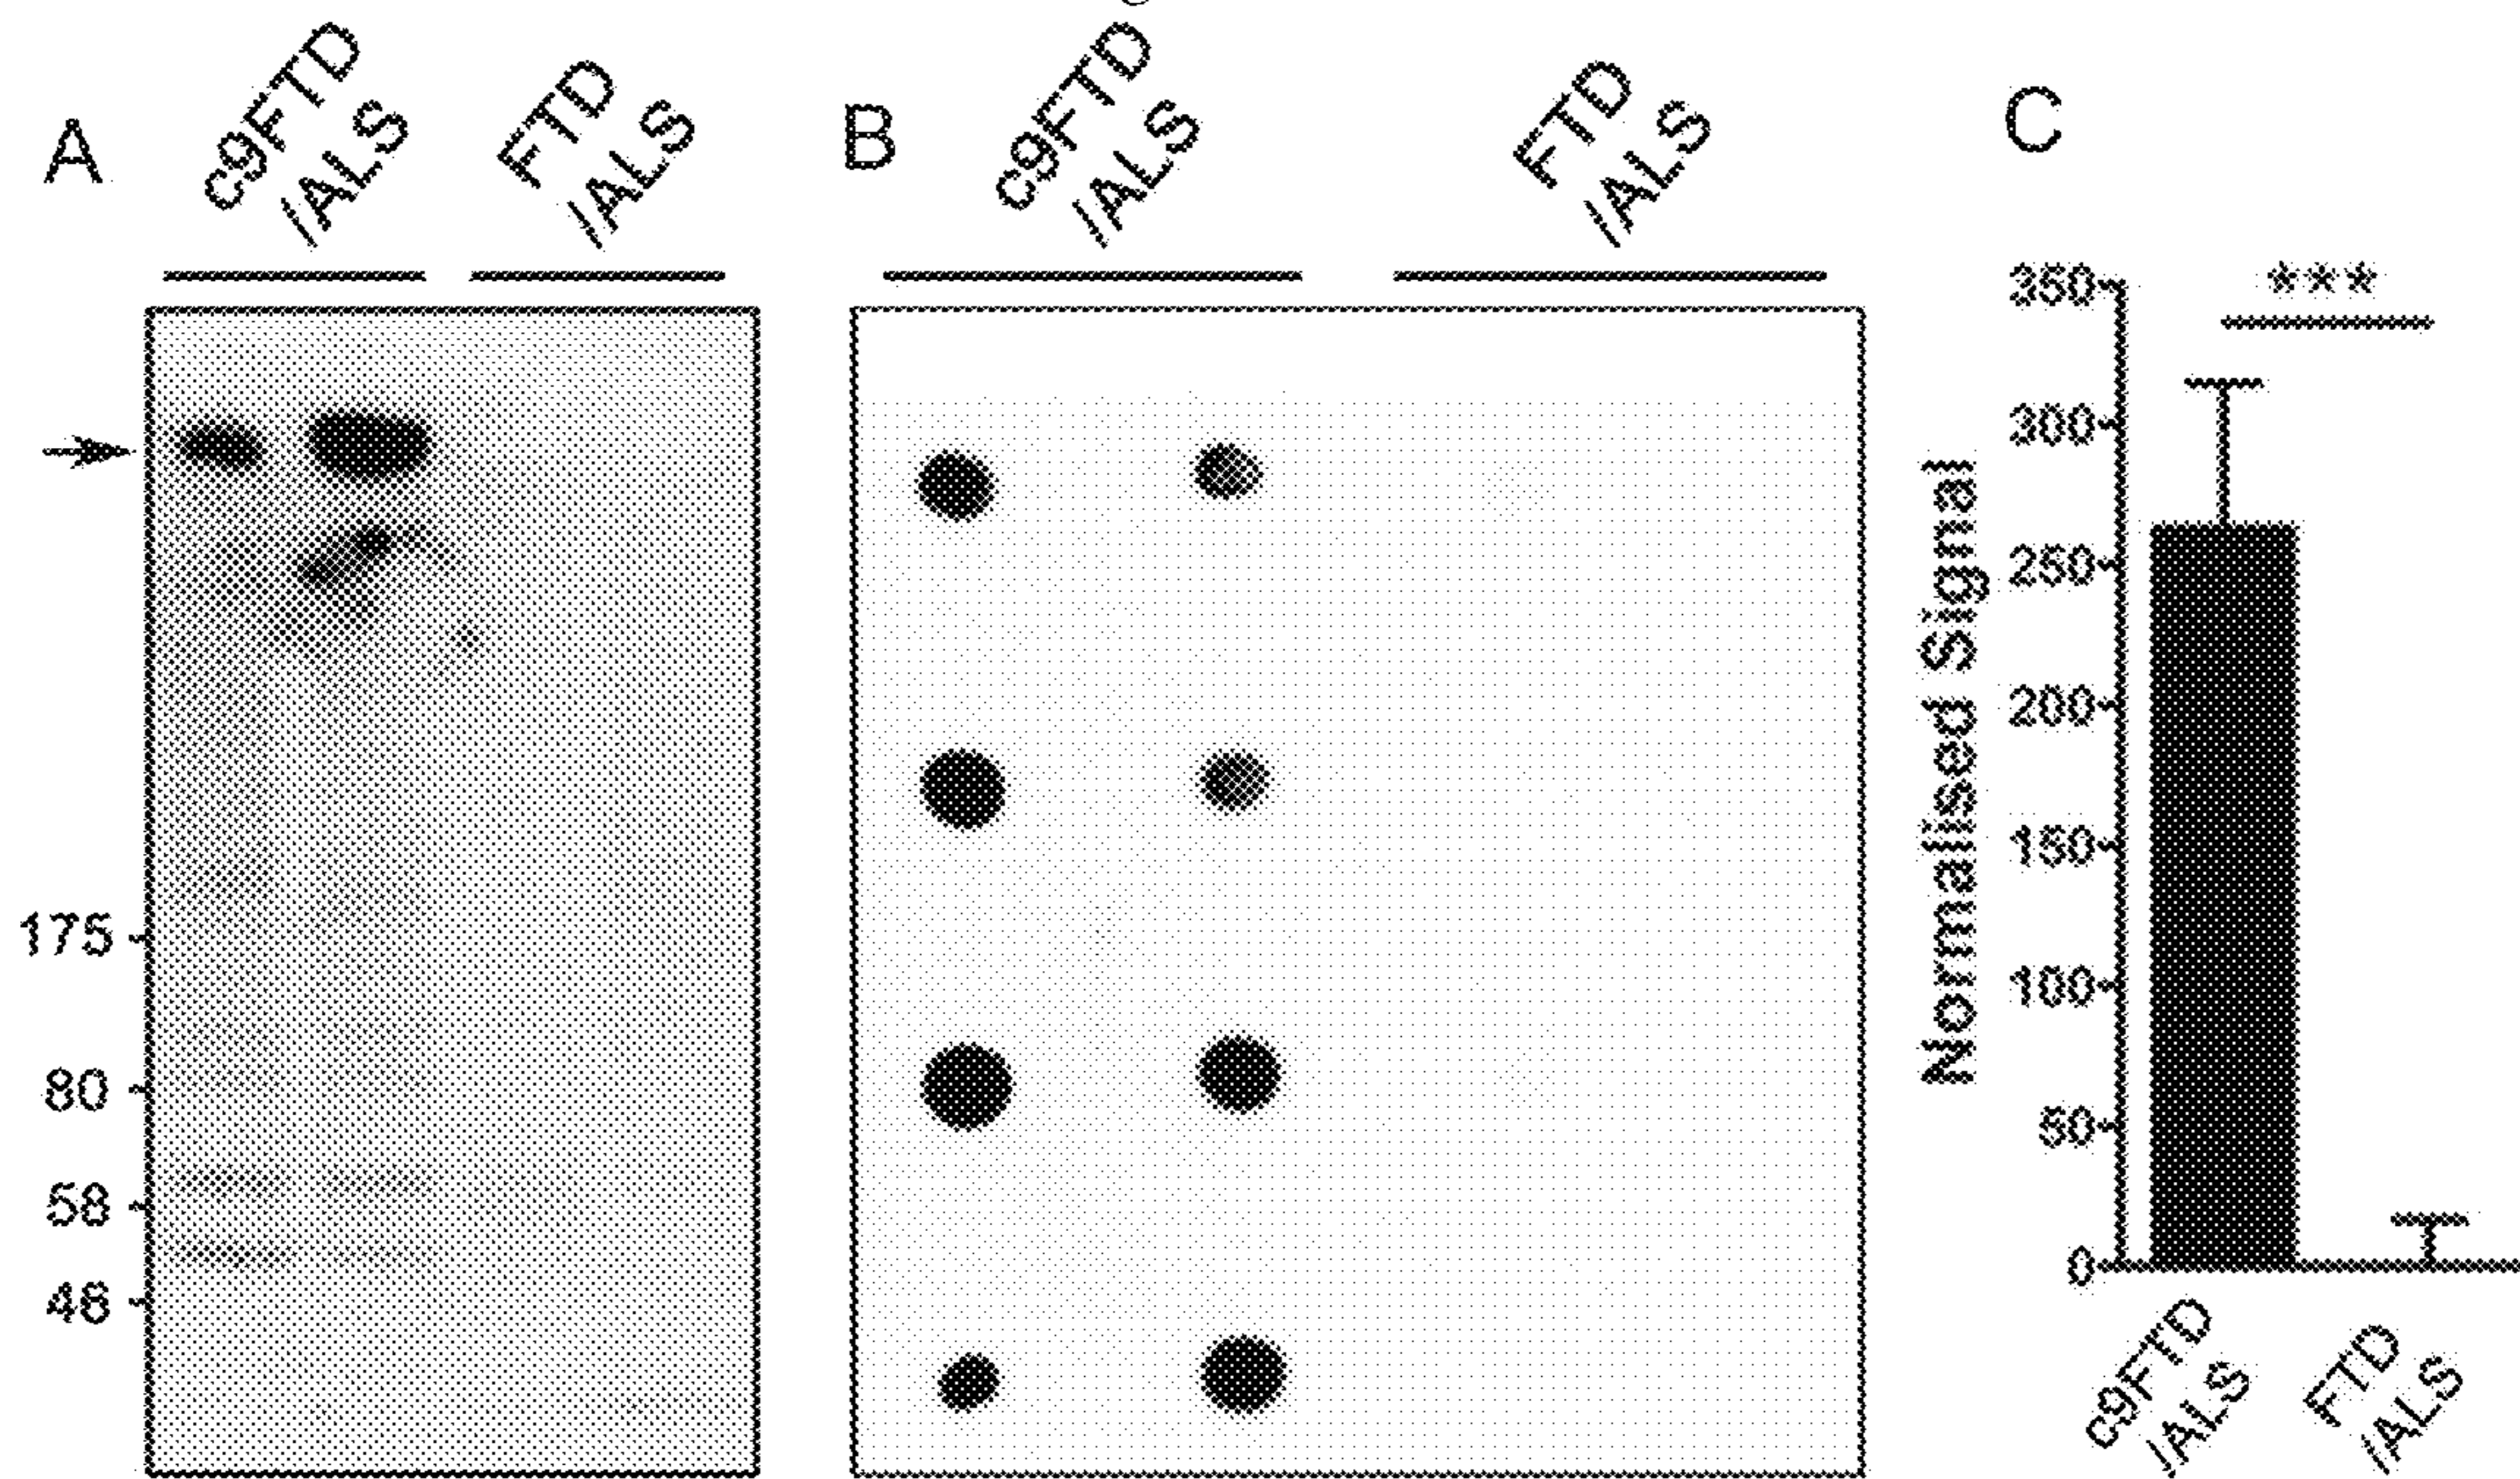 A
c9FTD
/ALS
FTD
/ALS
175
80
58
48
B
c9FTD
/ALS
FTD
/ALS
C
***
Normalised Signal
350
300
250
200
150
100
50
0
c9FTD
/ALS
FTD
/ALS